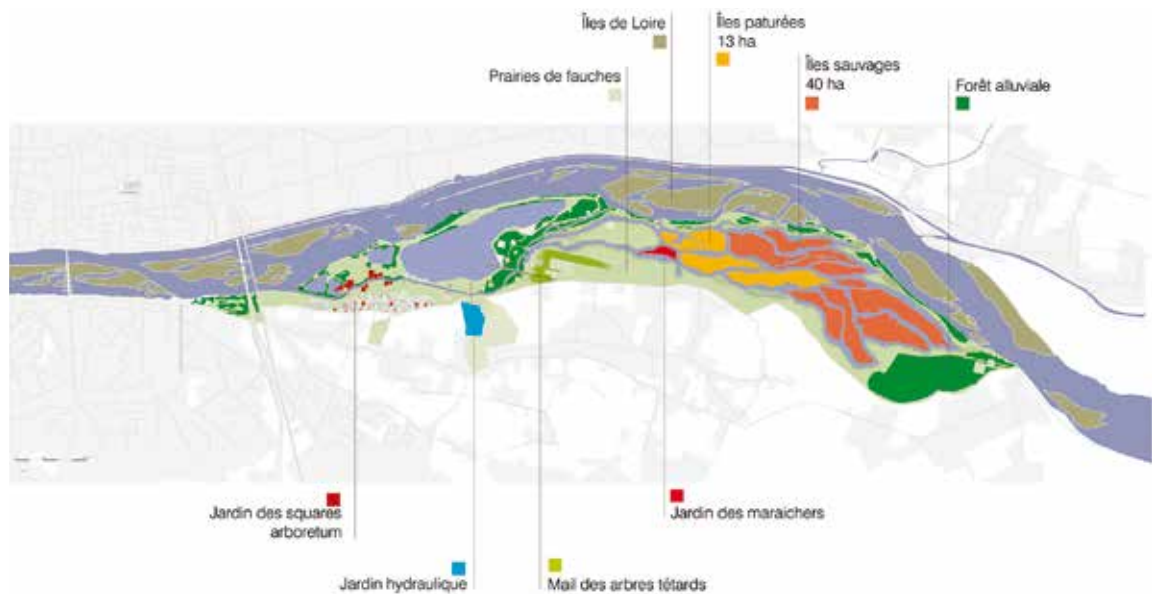 Îles de Loire
Îles paturées
13 ha
Prairies de fauches
Îles sauvages
40 ha
Forêt alluviale
Jardin des squares
arboretum
Jardin des maraichers
Jardin hydraulique
Mail des arbres tétards